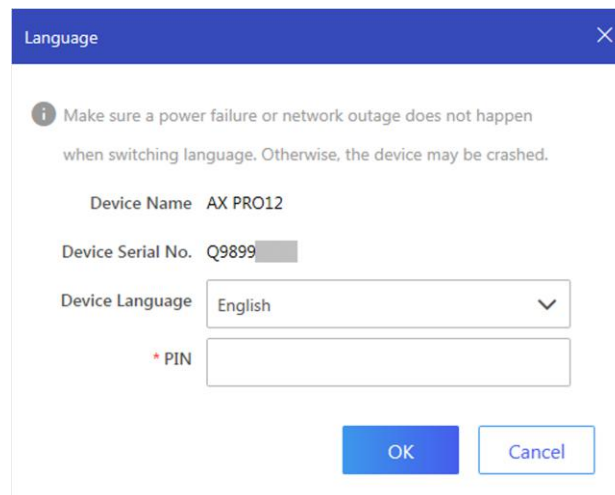 Language
Make sure a power failure or network outage does not happen
when switching language. Otherwise, the device may be crashed.
Device Name AX PRO12
Device Serial No. Q9899
Device Language English
* PIN
OK Cancel